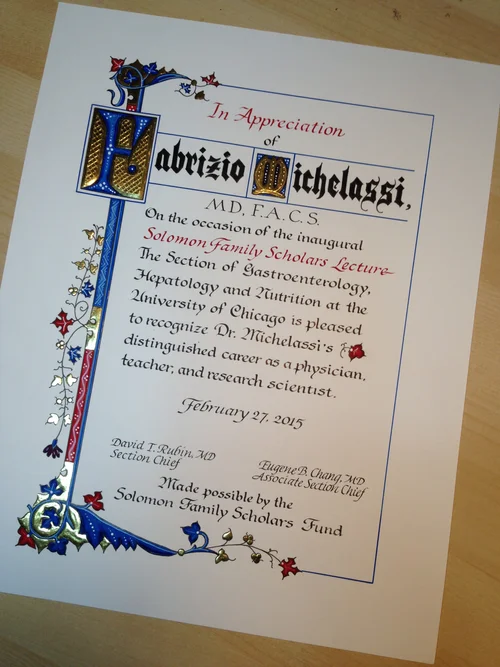 In Appreciation
of
Fabrizio Michelassi,
MD, F.A.C.S.
On the occasion of the inaugural
Solomon Family Scholars Lecture
The Section of Gastroenterology,
Hepatology and Nutrition at the
University of Chicago is pleased
to recognize Dr. Michelassi's
distinguished career as a physician,
teacher, and research scientist.
February 27, 2015
David T. Rubin, MD
Section Chief
Eugene B. Chang, MD
Associate Section Chief
Made possible by the
Solomon Family Scholars Fund